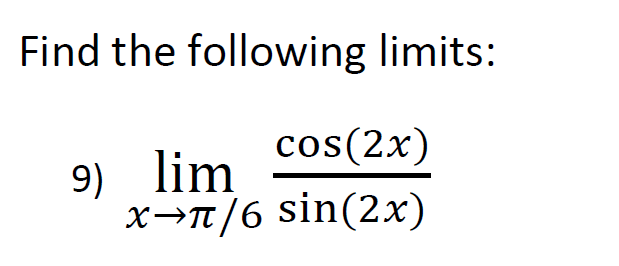 Find the following limits:
9) lim cos(2x)
x→π/6 sin(2x)